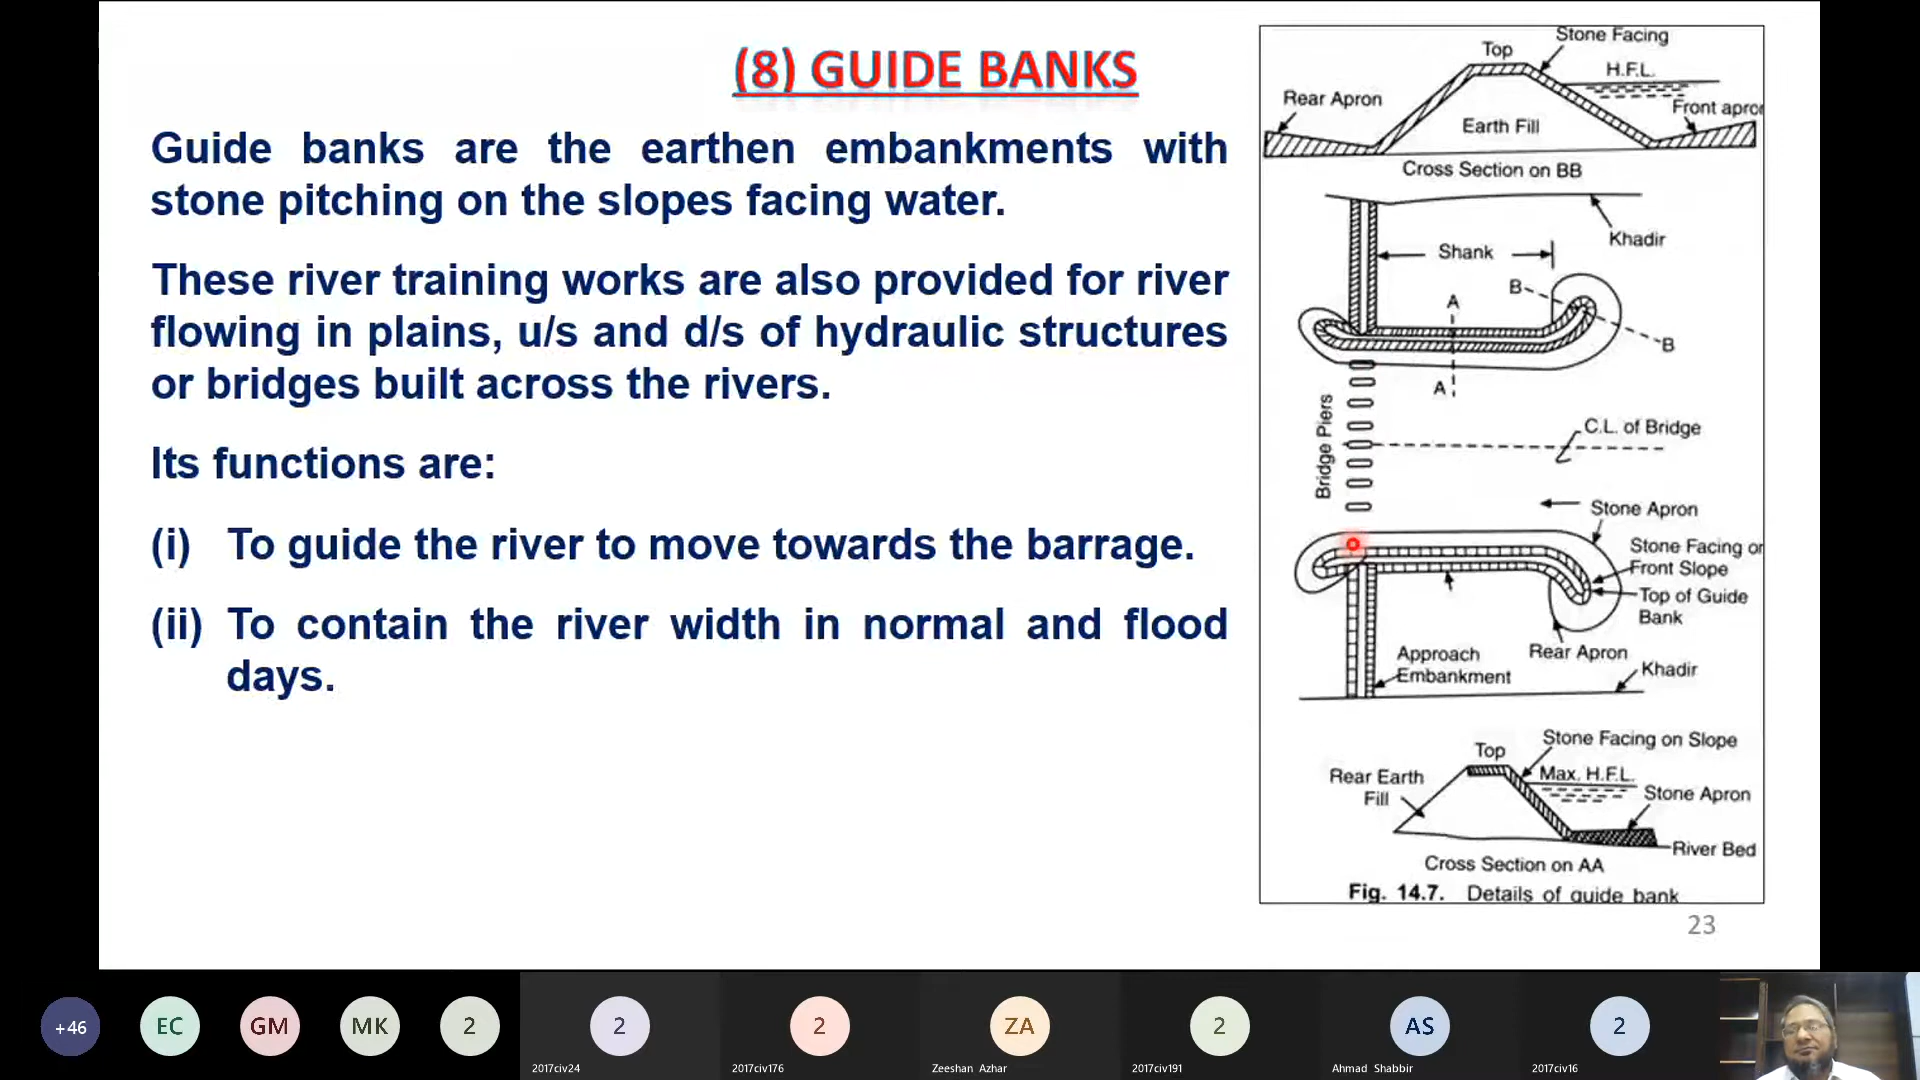 (8) GUIDE BANKS
Guide banks are the earthen embankments with
stone pitching on the slopes facing water.
These river training works are also provided for river
flowing in plains, u/s and d/s of hydraulic structures
or bridges built across the rivers.
Its functions are:
(i) To guide the river to move towards the barrage.
(ii) To contain the river width in normal and flood
days.
Stone Facing
Top
H.F.L.
Rear Apron
Front apron
Earth Fill
Cross Section on BB
Khadir
Shank
B
A
B
A
Bridge Piers
C.L. of Bridge
Stone Apron
Stone Facing or
Front Slope
Top of Guide
Bank
Rear Apron
Approach
Embankment
Khadir
Stone Facing on Slope
Top
Rear Earth
Fill
Max. H.F.L.
Stone Apron
River Bed
Cross Section on AA
Fig. 14.7. Details of guide bank
23
+46
EC
GM
MK
2
2
2
ZA
2
AS
2
2017civ24
2017civ176
Zeeshan Azhar
2017civ191
Ahmad Shabbir
2017civ16